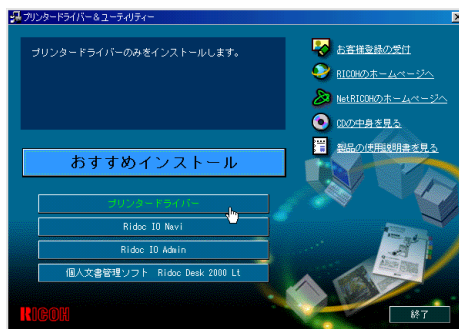 プリンタードライバー＆ユーティリティー
プリンタードライバーのみをインストールします。
お客様登録の受付
RICOHのホームページへ
NetRICOHのホームページへ
CDの中身を見る
製品の使用説明書を見る
おすすめインストール
プリンタードライバー
Ridoc IO Navi
Ridoc IO Admin
個人文書管理ソフト Ridoc Desk 2000 Lt
RICOH
終了